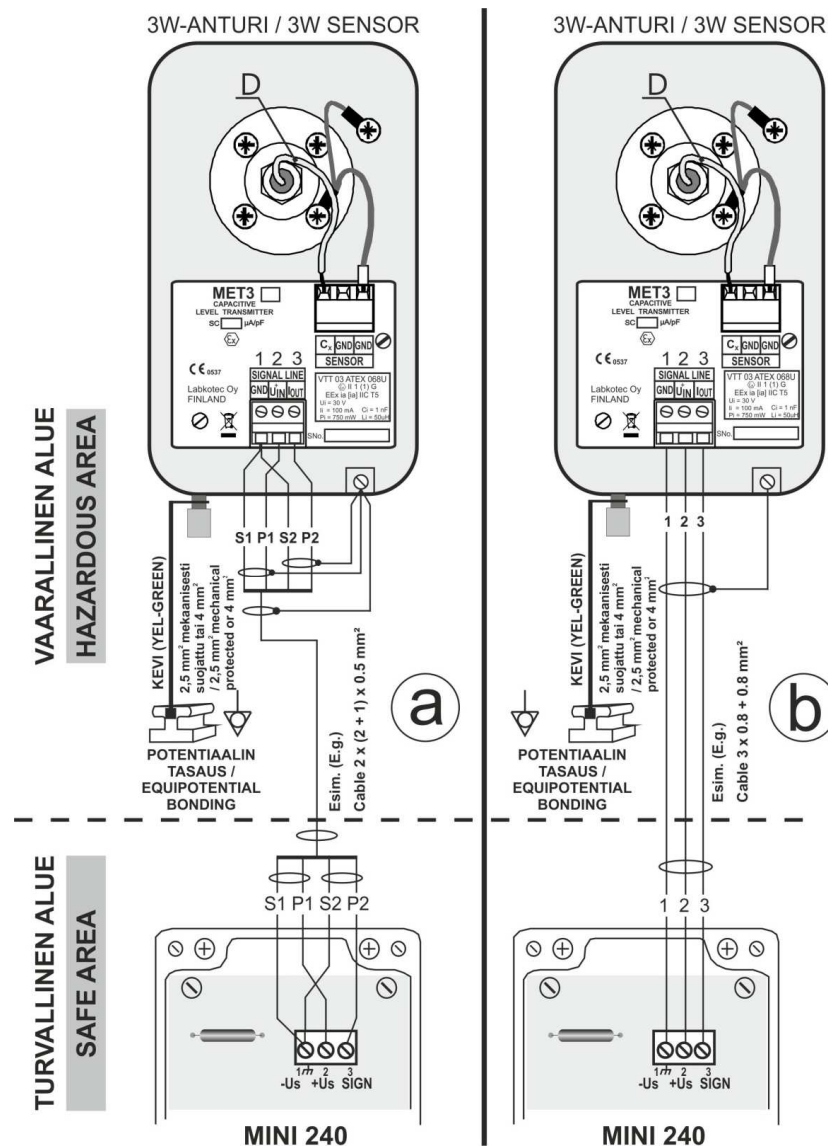 3W-ANTURI / 3W SENSOR
D
MET3
CAPACITIVE
LEVEL TRANSMITTER
SC µA/pF
Ex
CE 0537
Labkotec Oy
FINLAND
Cx GND GND
SENSOR
1 2 3
SIGNAL LINE
GND U+IN IOUT
VTT 03 ATEX 068U
Ex II 1 (1) G
EEx ia [ia] IIC T5
Ui = 30 V
Ii = 100 mA Ci = 1 nF
Pi = 750 mW Li = 50uH
SNo.
S1 P1 S2 P2
VAARALLINEN ALUE
HAZARDOUS AREA
KEVI (YEL-GREEN)
2,5 mm² mekaanisesti
suojattu tai 4 mm²
/ 2,5 mm² mechanical
protected or 4 mm²
POTENTIAALIN
TASAUS /
EQUIPOTENTIAL
BONDING
Esim. (E.g.)
Cable 2 x (2 + 1) x 0.5 mm²
a
TURVALLINEN ALUE
SAFE AREA
S1 P1 S2 P2
1 2 3
-Us +Us SIGN
MINI 240
3W-ANTURI / 3W SENSOR
D
MET3
CAPACITIVE
LEVEL TRANSMITTER
SC µA/pF
Ex
CE 0537
Labkotec Oy
FINLAND
Cx GND GND
SENSOR
1 2 3
SIGNAL LINE
GND U+IN IOUT
VTT 03 ATEX 068U
Ex II 1 (1) G
EEx ia [ia] IIC T5
Ui = 30 V
Ii = 100 mA Ci = 1 nF
Pi = 750 mW Li = 50uH
SNo.
1 2 3
KEVI (YEL-GREEN)
2,5 mm² mekaanisesti
suojattu tai 4 mm²
/ 2,5 mm² mechanical
protected or 4 mm²
POTENTIAALIN
TASAUS /
EQUIPOTENTIAL
BONDING
Esim. (E.g.)
Cable 3 x 0.8 + 0.8 mm²
b
1 2 3
1 2 3
-Us +Us SIGN
MINI 240